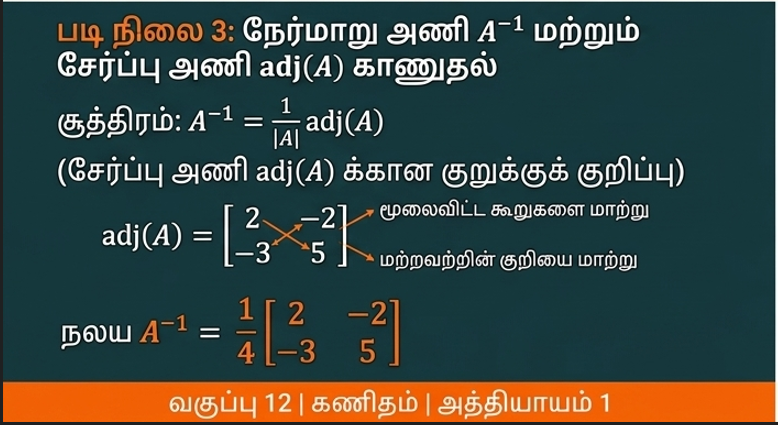 படி நிலை 3: நேர்மாறு அணி A⁻¹ மற்றும்
சேர்ப்பு அணி adj(A) காணுதல்
சூத்திரம்: A⁻¹ = 1/|A| adj(A)
(சேர்ப்பு அணி adj(A) க்கான குறுக்குக் குறிப்பு)
adj(A) = [2 −2; −3 5]
மூலைவிட்ட கூறுகளை மாற்று
மற்றவற்றின் குறியை மாற்று
நலய A⁻¹ = 1/4 [2 −2; −3 5]
வகுப்பு 12 | கணிதம் | அத்தியாயம் 1